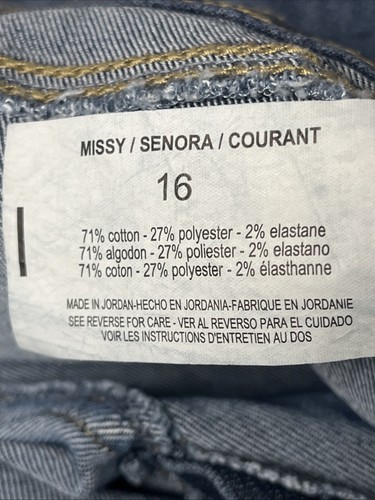 MISSY / SENORA / COURANT
16
71% cotton - 27% polyester - 2% elastane
71% algodon - 27% poliester - 2% elastano
71% coton - 27% polyester - 2% élasthanne
MADE IN JORDAN-HECHO EN JORDANIA-FABRIQUE EN JORDANIE
SEE REVERSE FOR CARE - VER AL REVERSO PARA EL CUIDADO
VOIR LES INSTRUCTIONS D'ENTRETIEN AU DOS